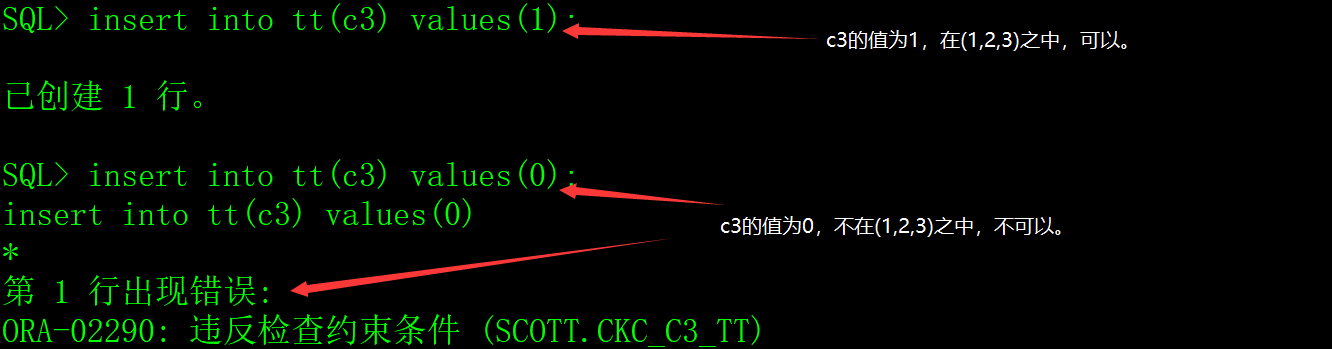 SQL> insert into tt(c3) values(1);
c3的值为1，在(1,2,3)之中，可以。
已创建 1 行。
SQL> insert into tt(c3) values(0);
insert into tt(c3) values(0)
c3的值为0，不在(1,2,3)之中，不可以。
*
第 1 行出现错误:
ORA-02290: 违反检查约束条件 (SCOTT.CKC_C3_TT)